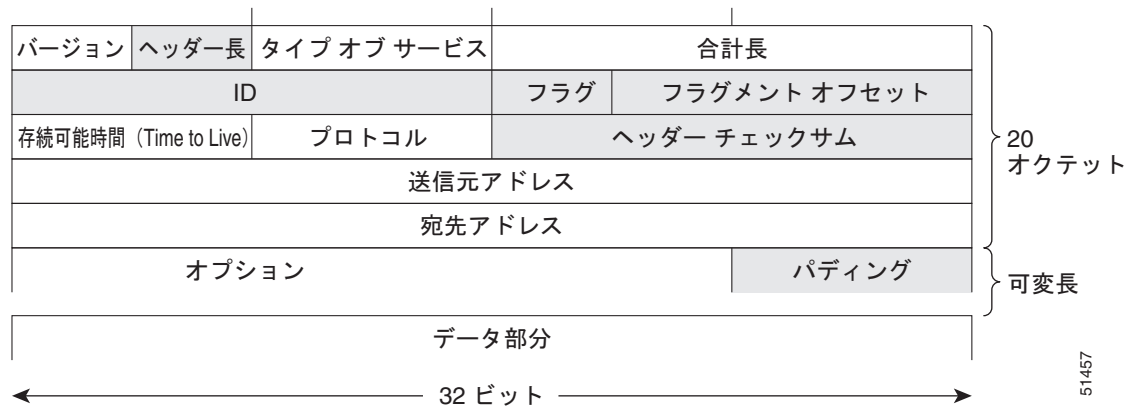 バージョン ヘッダー長 タイプ オブ サービス 合計長
ID フラグ フラグメント オフセット
存続可能時間（Time to Live） プロトコル ヘッダー チェックサム
20
オクテット
送信元アドレス
宛先アドレス
オプション パディング
可変長
データ部分
32 ビット
51457